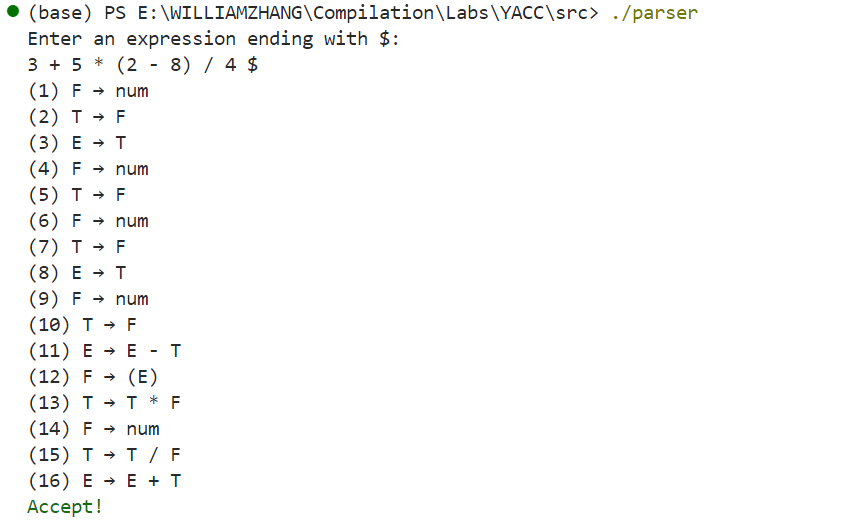 (base) PS E:\WILLIAMZHANG\Compilation\Labs\YACC\src> ./parser
Enter an expression ending with $:
3 + 5 * (2 - 8) / 4 $
(1) F → num
(2) T → F
(3) E → T
(4) F → num
(5) T → F
(6) F → num
(7) T → F
(8) E → T
(9) F → num
(10) T → F
(11) E → E - T
(12) F → (E)
(13) T → T * F
(14) F → num
(15) T → T / F
(16) E → E + T
Accept!